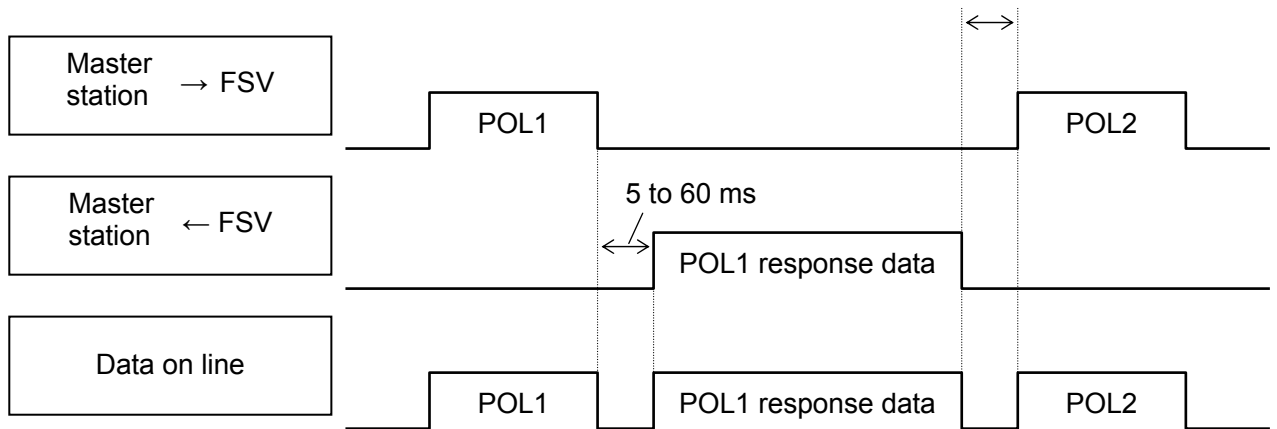 Master
station → FSV
POL1
POL2
5 to 60 ms
Master
station ← FSV
POL1 response data
Data on line
POL1
POL1 response data
POL2